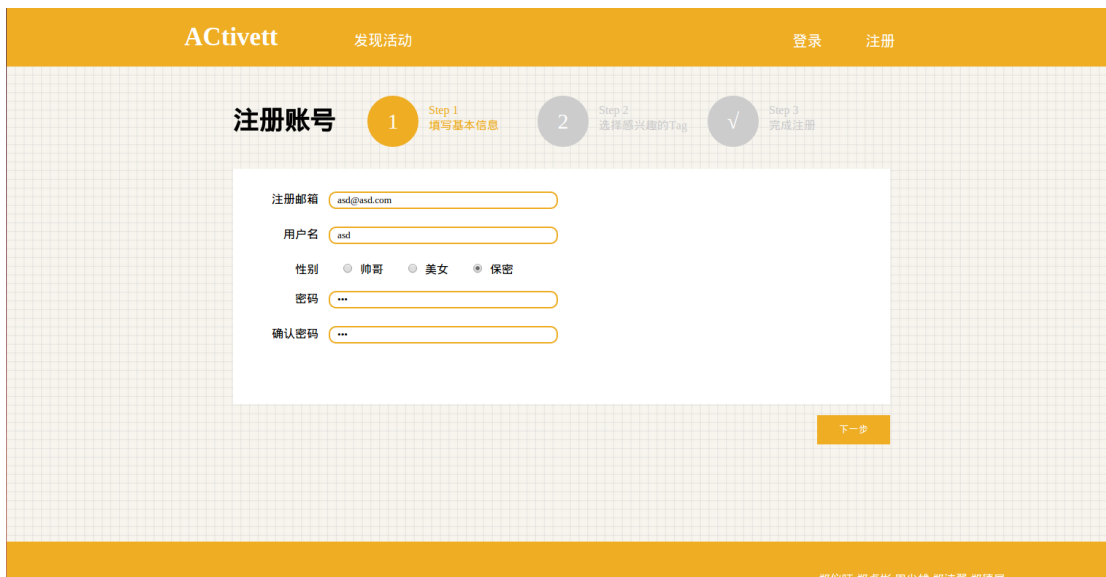 ACtivett 发现活动 登录 注册
注册账号
1 Step 1
填写基本信息
2 Step 2
选择感兴趣的Tag
√ Step 3
完成注册
注册邮箱 asd@asd.com
用户名 asd
性别 帅哥 美女 保密
密码 •••
确认密码 •••
下一步